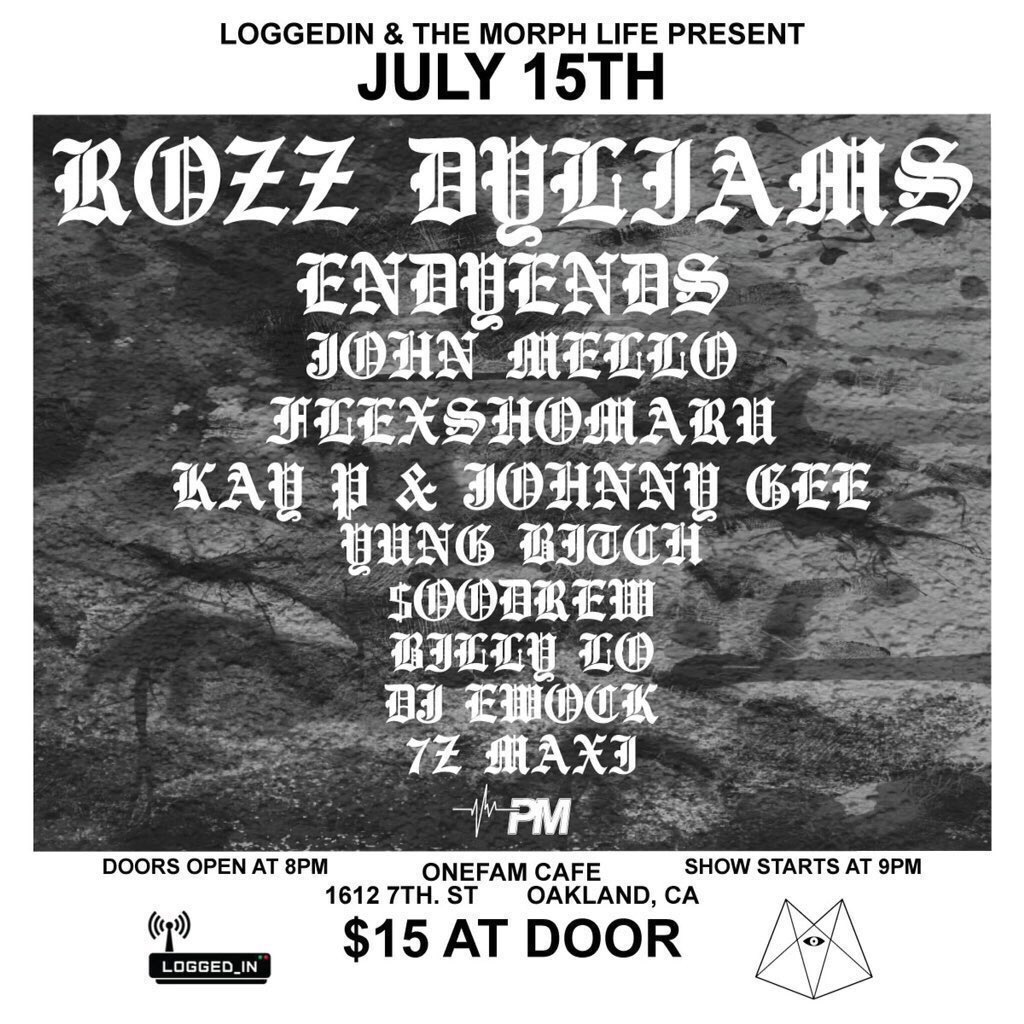 LOGGEDIN & THE MORPH LIFE PRESENT
JULY 15TH
ROZZ DYLIAMS
ENDYENDS
JOHN MELLO
FLEXSHOMARU
KAY P & JOHNNY GEE
YUNG BITCH
$OODREW
BILLY LO
DJ EWOCK
7Z MAXI
PM
DOORS OPEN AT 8PM
ONEFAM CAFE
SHOW STARTS AT 9PM
1612 7TH. ST OAKLAND, CA
$15 AT DOOR
LOGGED_IN